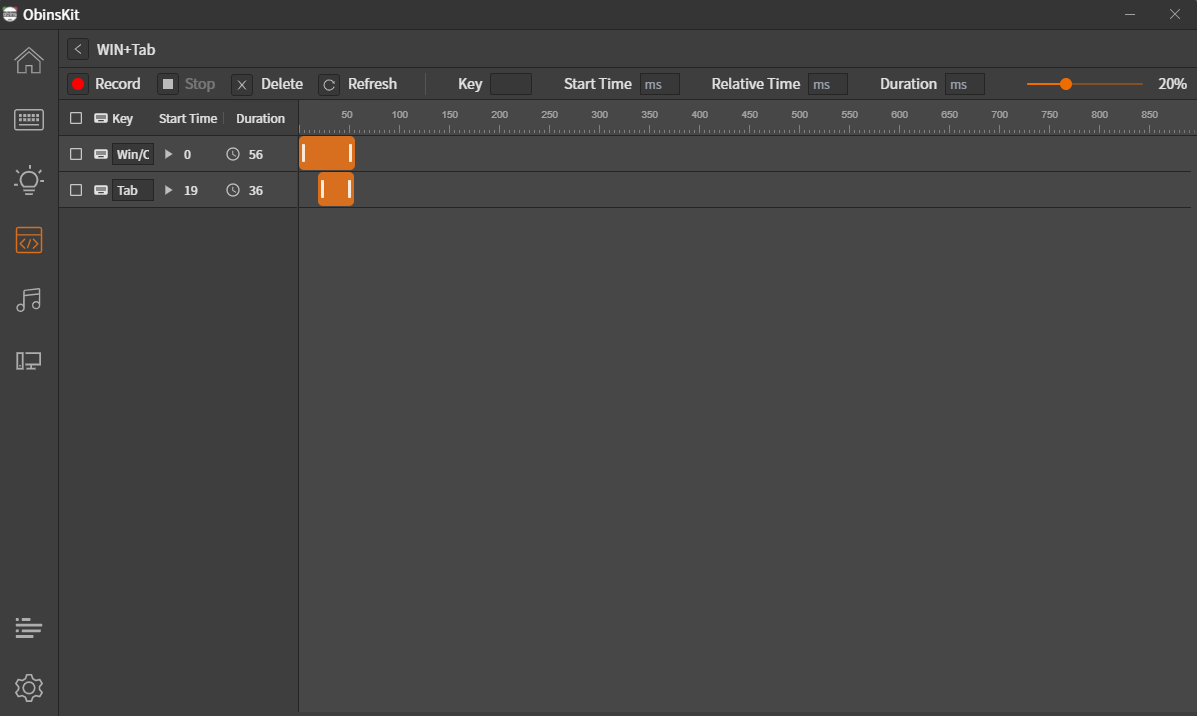 ObinsKit
WIN+Tab
Record Stop Delete Refresh Key Start Time ms Relative Time ms Duration ms 20%
Key Start Time Duration 50 100 150 200 250 300 350 400 450 500 550 600 650 700 750 800 850
Win/C 0 56
Tab 19 36